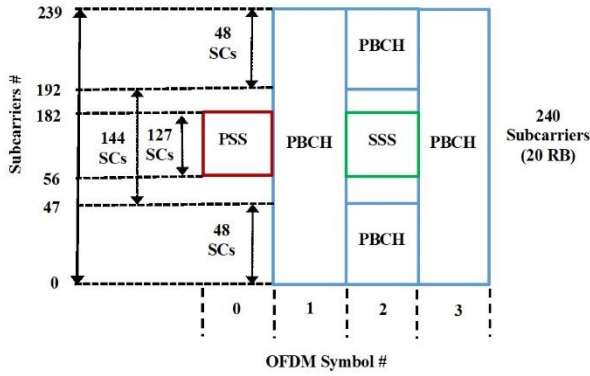 239
192
182
56
47
0
Subcarriers #
144
SCs
127
SCs
48
SCs
48
SCs
PSS
PBCH
PBCH
SSS
PBCH
PBCH
240
Subcarriers
(20 RB)
0
1
2
3
OFDM Symbol #